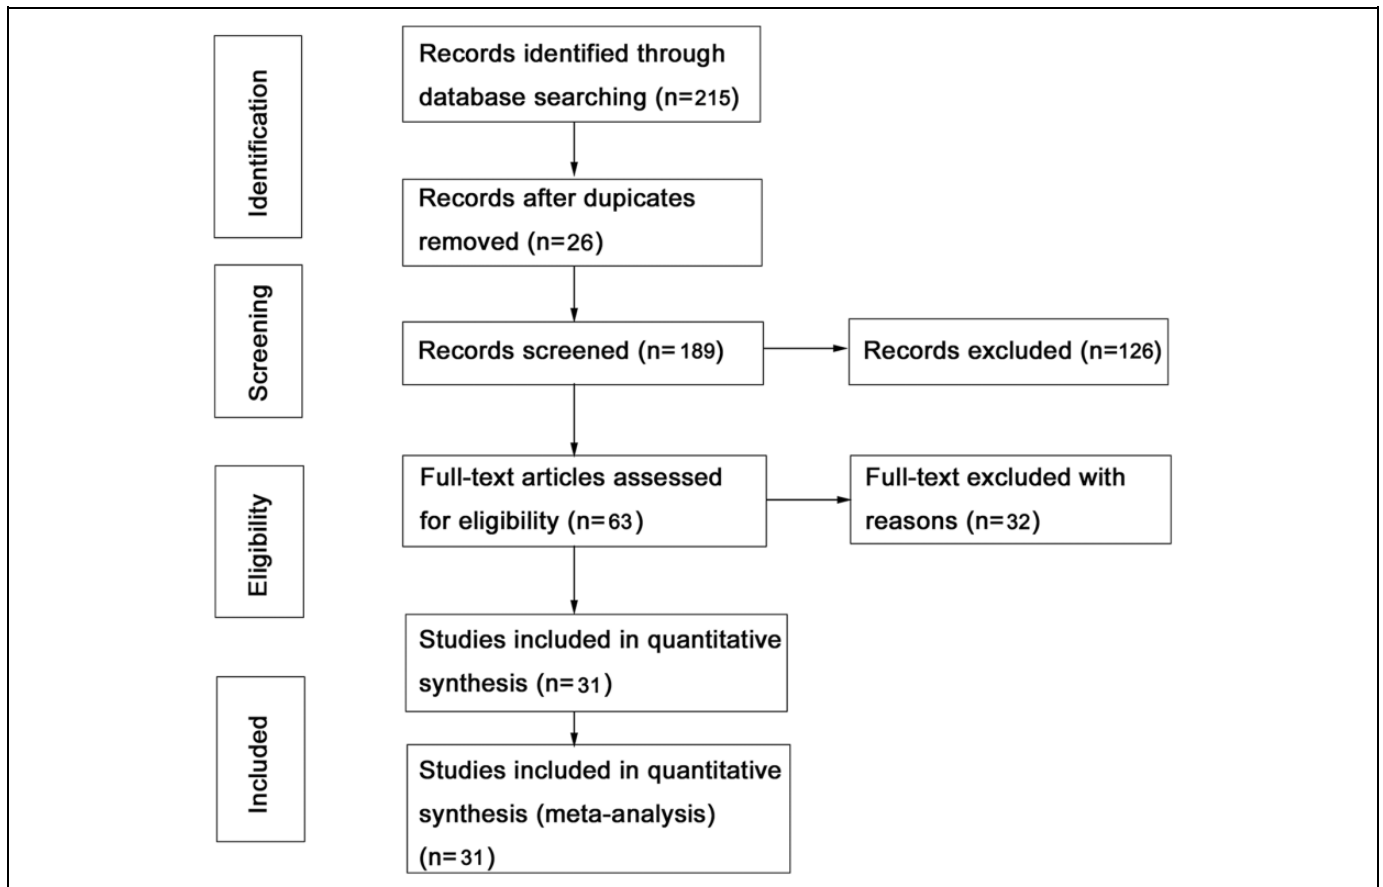 Identification
Records identified through
database searching (n=215)
Records after dupicates
removed (n=26)
Screening
Records screened (n=189)
Records excluded (n=126)
Eligibility
Full-text articles assessed
for eligibility (n=63)
Full-text excluded with
reasons (n=32)
Included
Studies included in quantitative
synthesis (n=31)
Studies included in quantitative
synthesis (meta-analysis)
(n=31)